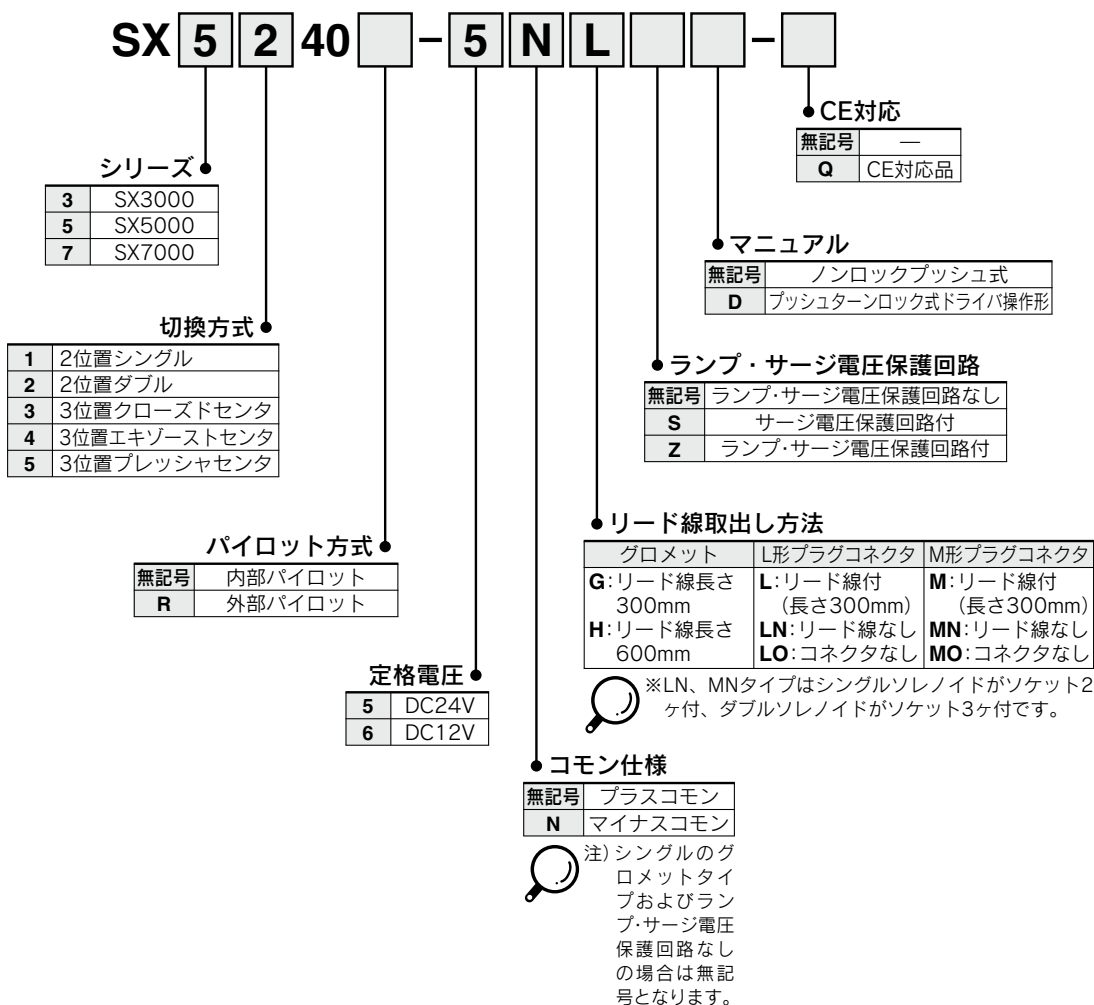 SX 5 2 40 － 5 N L －
CE対応
無記号 ―
Q CE対応品
シリーズ
3 SX3000
5 SX5000
7 SX7000
マニュアル
無記号 ノンロックプッシュ式
D プッシュターンロック式ドライバ操作形
切換方式
1 2位置シングル
2 2位置ダブル
3 3位置クローズドセンタ
4 3位置エキゾーストセンタ
5 3位置プレッシャセンタ
ランプ・サージ電圧保護回路
無記号 ランプ・サージ電圧保護回路なし
S サージ電圧保護回路付
Z ランプ・サージ電圧保護回路付
パイロット方式
無記号 内部パイロット
R 外部パイロット
リード線取出し方法
グロメット L形プラグコネクタ M形プラグコネクタ
G：リード線長さ L：リード線付 M：リード線付
300mm （長さ300mm） （長さ300mm）
H：リード線長さ LN：リード線なし MN：リード線なし
600mm LO：コネクタなし MO：コネクタなし
※LN、MNタイプはシングルソレノイドがソケット2
ヶ付、ダブルソレノイドがソケット3ヶ付です。
定格電圧
5 DC24V
6 DC12V
コモン仕様
無記号 プラスコモン
N マイナスコモン
注）シングルのグ
ロメットタイ
プおよびラン
プ・サージ電圧
保護回路なし
の場合は無記
号となります。